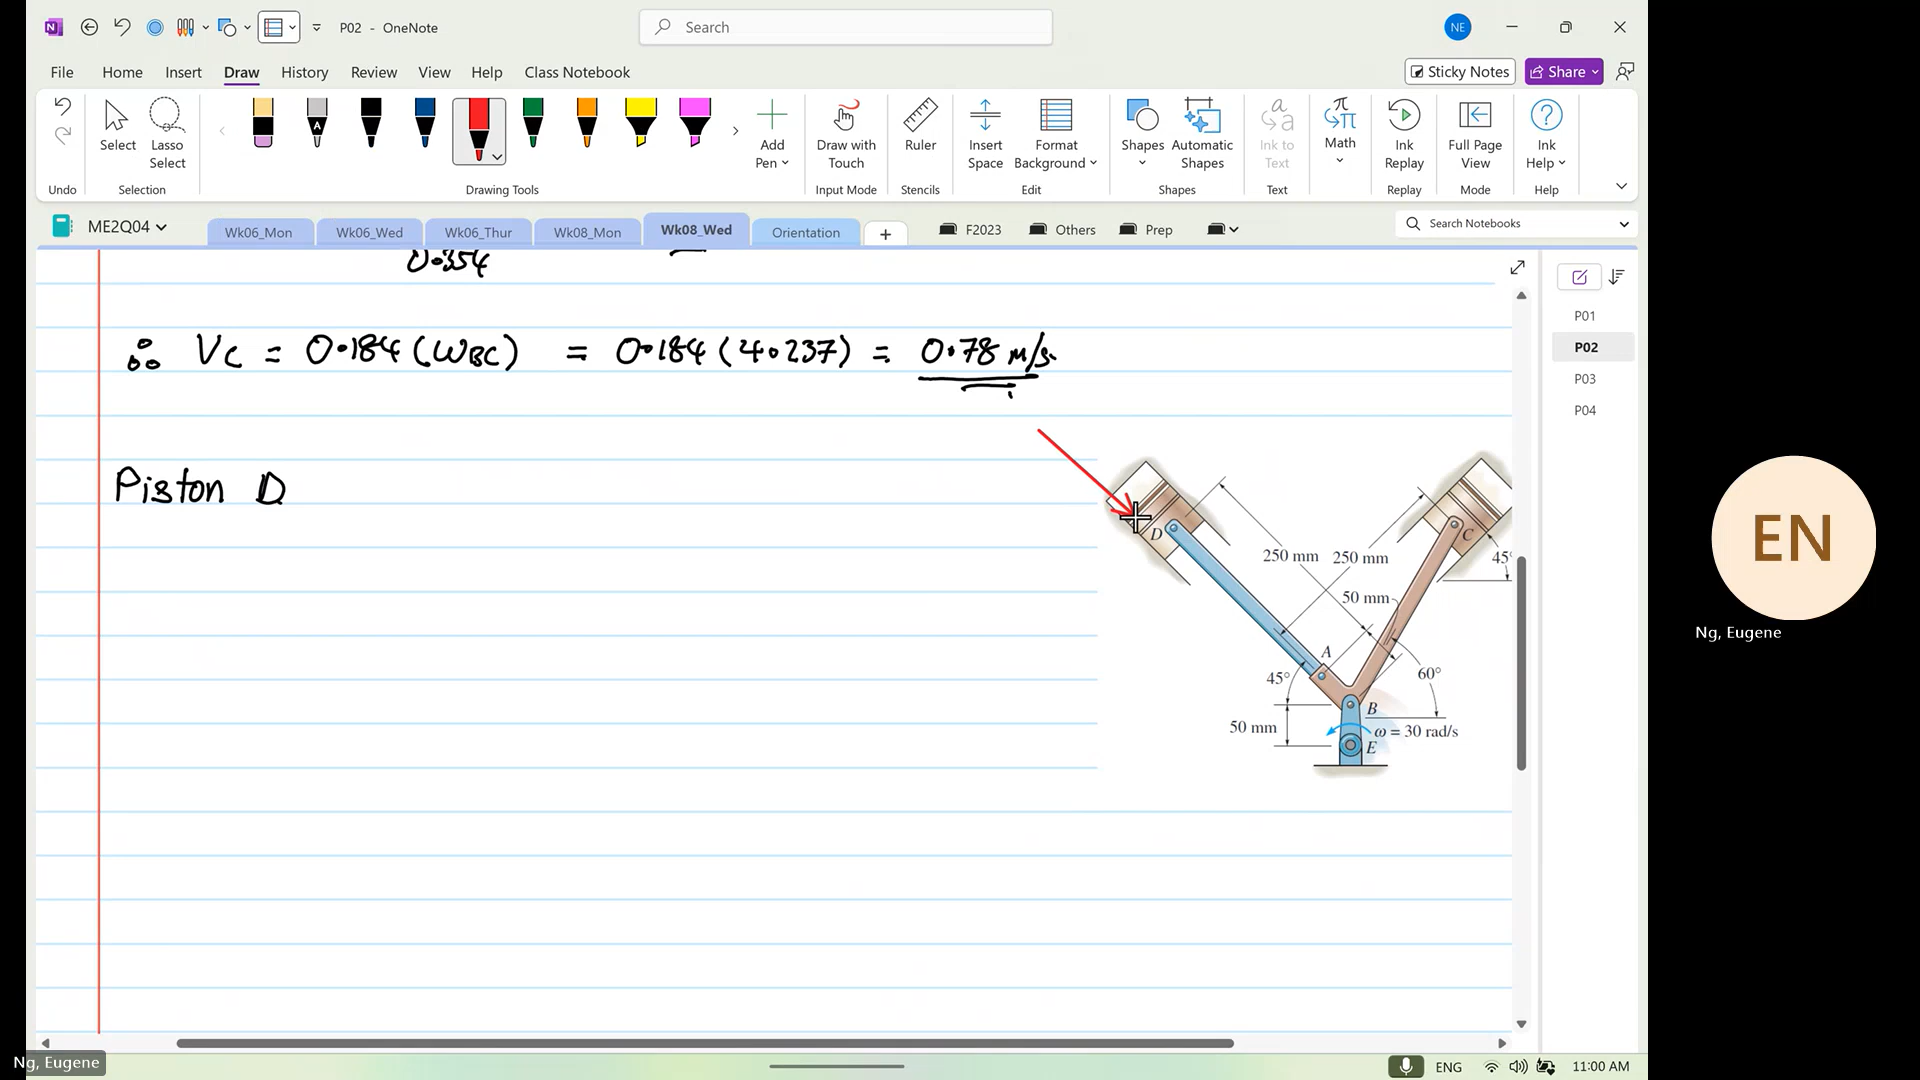 P02 - OneNote
Search
NE
File Home Insert Draw History Review View Help Class Notebook
Sticky Notes
Share
Select
Lasso Select
Add Pen
Draw with Touch
Ruler
Insert Space
Format Background
Shapes
Automatic Shapes
Ink to Text
Math
Ink Replay
Full Page View
Ink Help
Undo Selection Drawing Tools Input Mode Stencils Edit Shapes Text Replay Mode Help
ME2Q04
Wk06_Mon Wk06_Wed Wk06_Thur Wk08_Mon Wk08_Wed Orientation
F2023 Others Prep
Search Notebooks
P01
P02
P03
P04
0.354
∴ Vc = 0.184 (ωBC) = 0.184 (4.237) = 0.78 m/s
Piston D
D
C
250 mm
250 mm
45°
50 mm
A
45°
60°
B
50 mm
ω = 30 rad/s
E
EN
Ng, Eugene
Ng, Eugene
ENG
11:00 AM